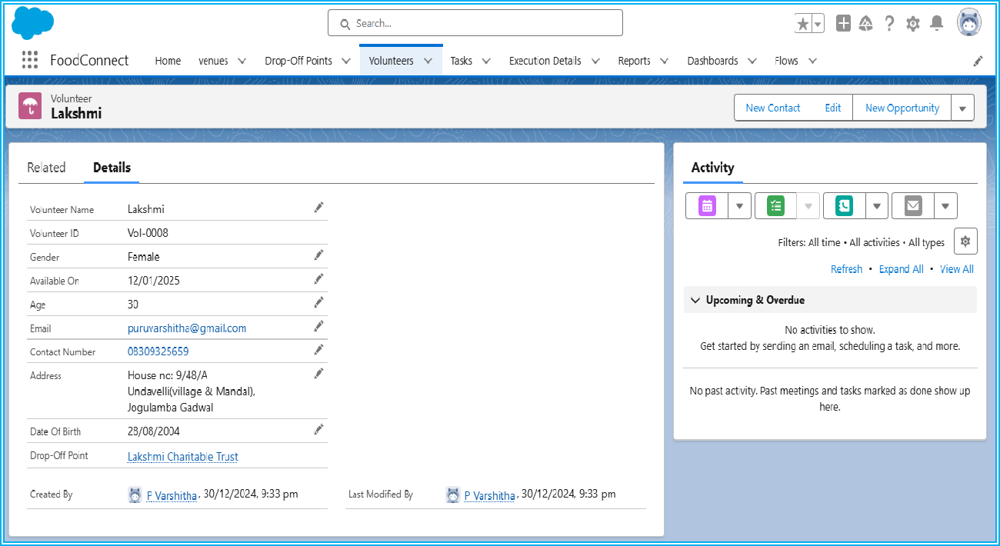 Search...
FoodConnect
Home
venues
Drop-Off Points
Volunteers
Tasks
Execution Details
Reports
Dashboards
Flows
Volunteer
Lakshmi
New Contact
Edit
New Opportunity
Related
Details
Volunteer Name Lakshmi
Volunteer ID Vol-0008
Gender Female
Available On 12/01/2025
Age 30
Email puruvarshitha@gmail.com
Contact Number 08309325659
Address House no: 9/48/A
Undavelli(village & Mandal),
Jogulamba Gadwal
Date Of Birth 28/08/2004
Drop-Off Point Lakshmi Charitable Trust
Created By P Varshitha, 30/12/2024, 9:33 pm
Last Modified By P Varshitha, 30/12/2024, 9:33 pm
Activity
Filters: All time • All activities • All types
Refresh • Expand All • View All
Upcoming & Overdue
No activities to show.
Get started by sending an email, scheduling a task, and more.
No past activity. Past meetings and tasks marked as done show up
here.